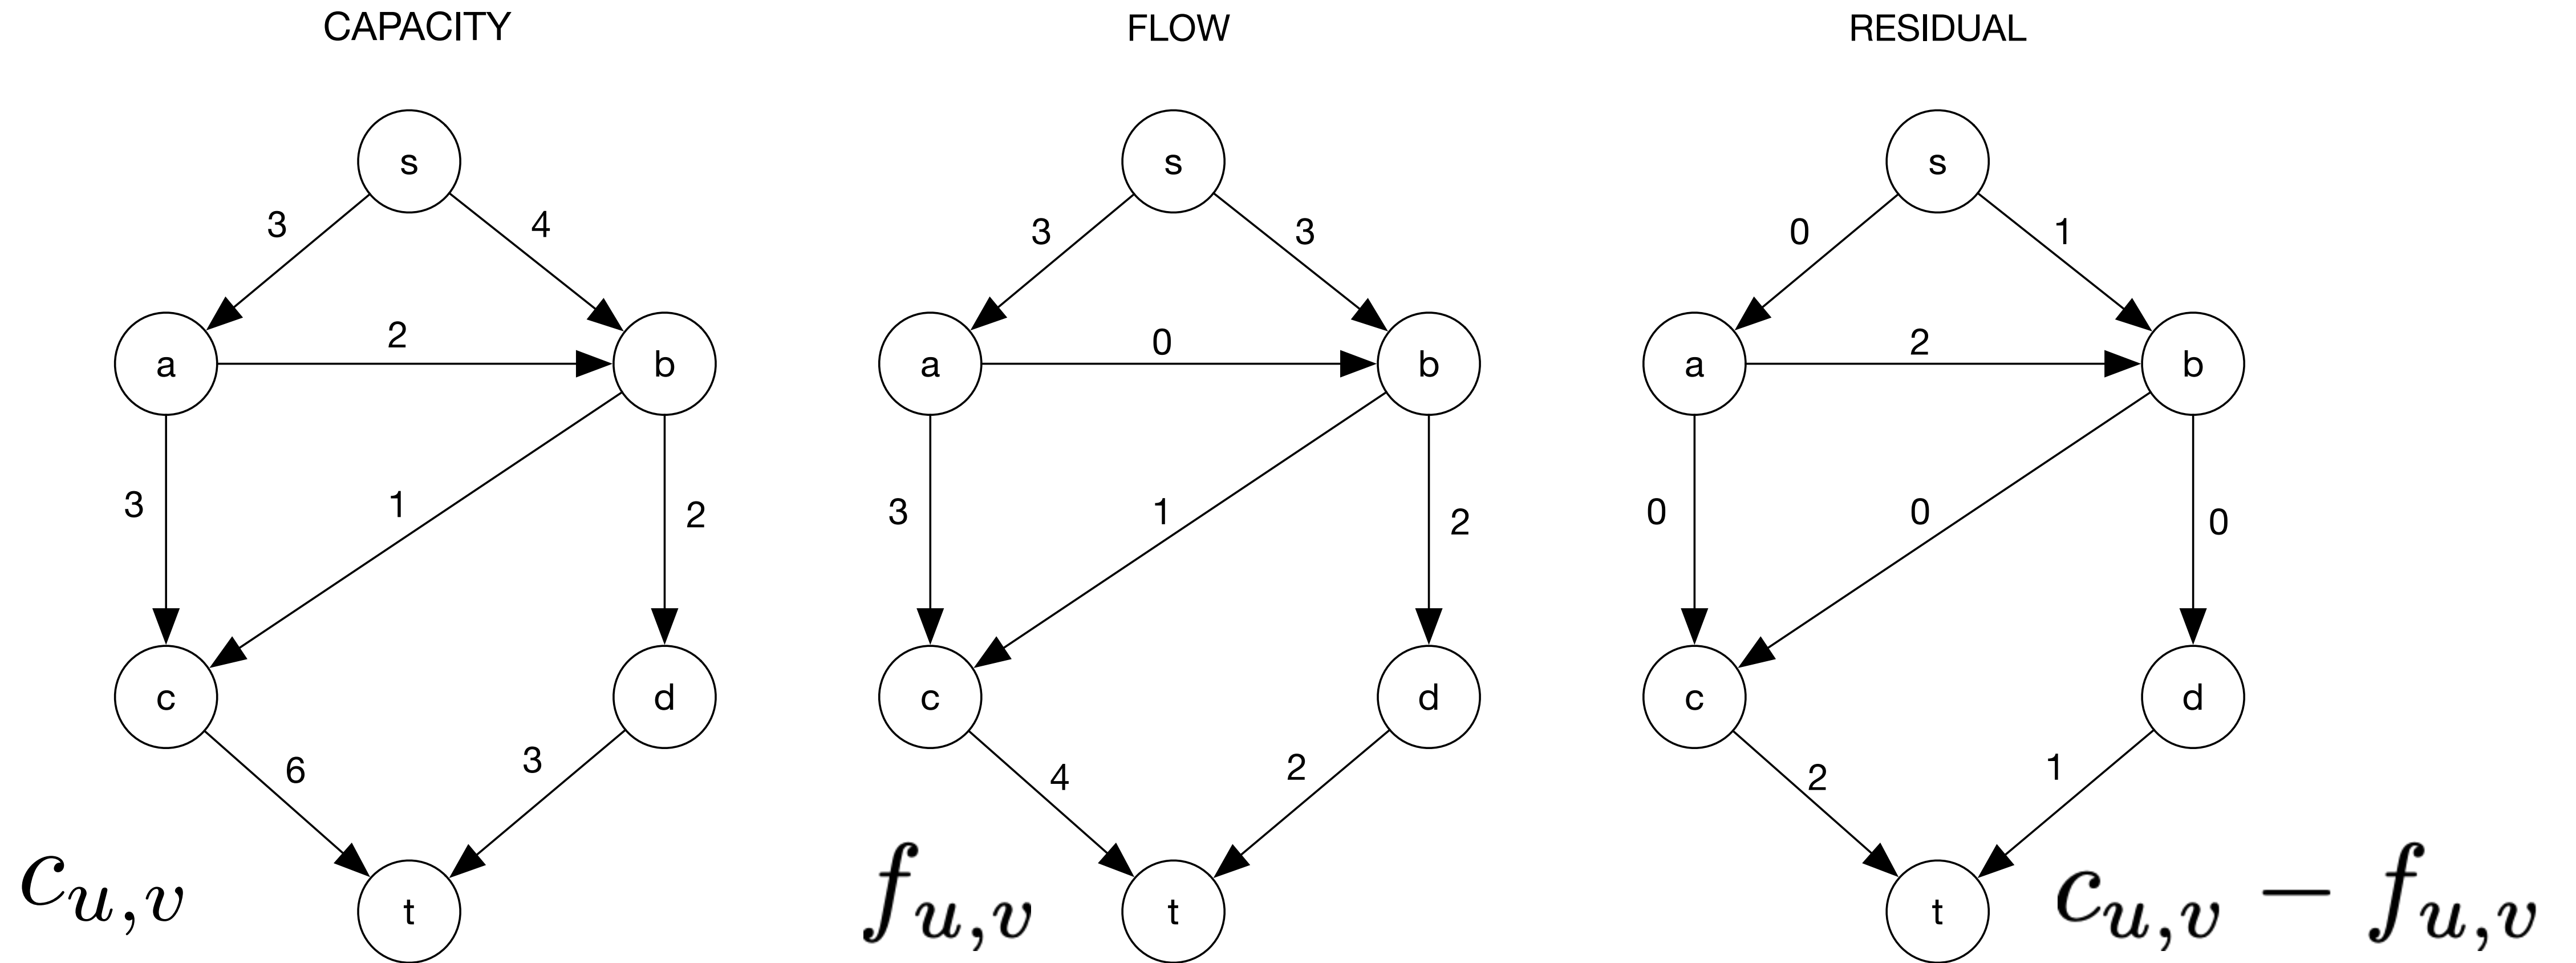 CAPACITY
s
3
4
a
2
b
3
1
2
c
d
6
3
t
c_{u,v}
FLOW
s
3
3
a
0
b
3
1
2
c
d
4
2
t
f_{u,v}
RESIDUAL
s
0
1
a
2
b
0
0
0
c
d
2
1
t
c_{u,v} − f_{u,v}